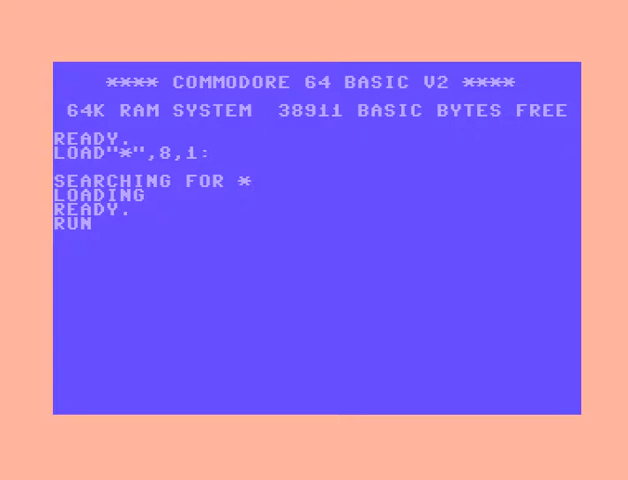 **** COMMODORE 64 BASIC V2 ****
64K RAM SYSTEM  38911 BASIC BYTES FREE
READY.
LOAD"*",8,1:
SEARCHING FOR *
LOADING
READY.
RUN